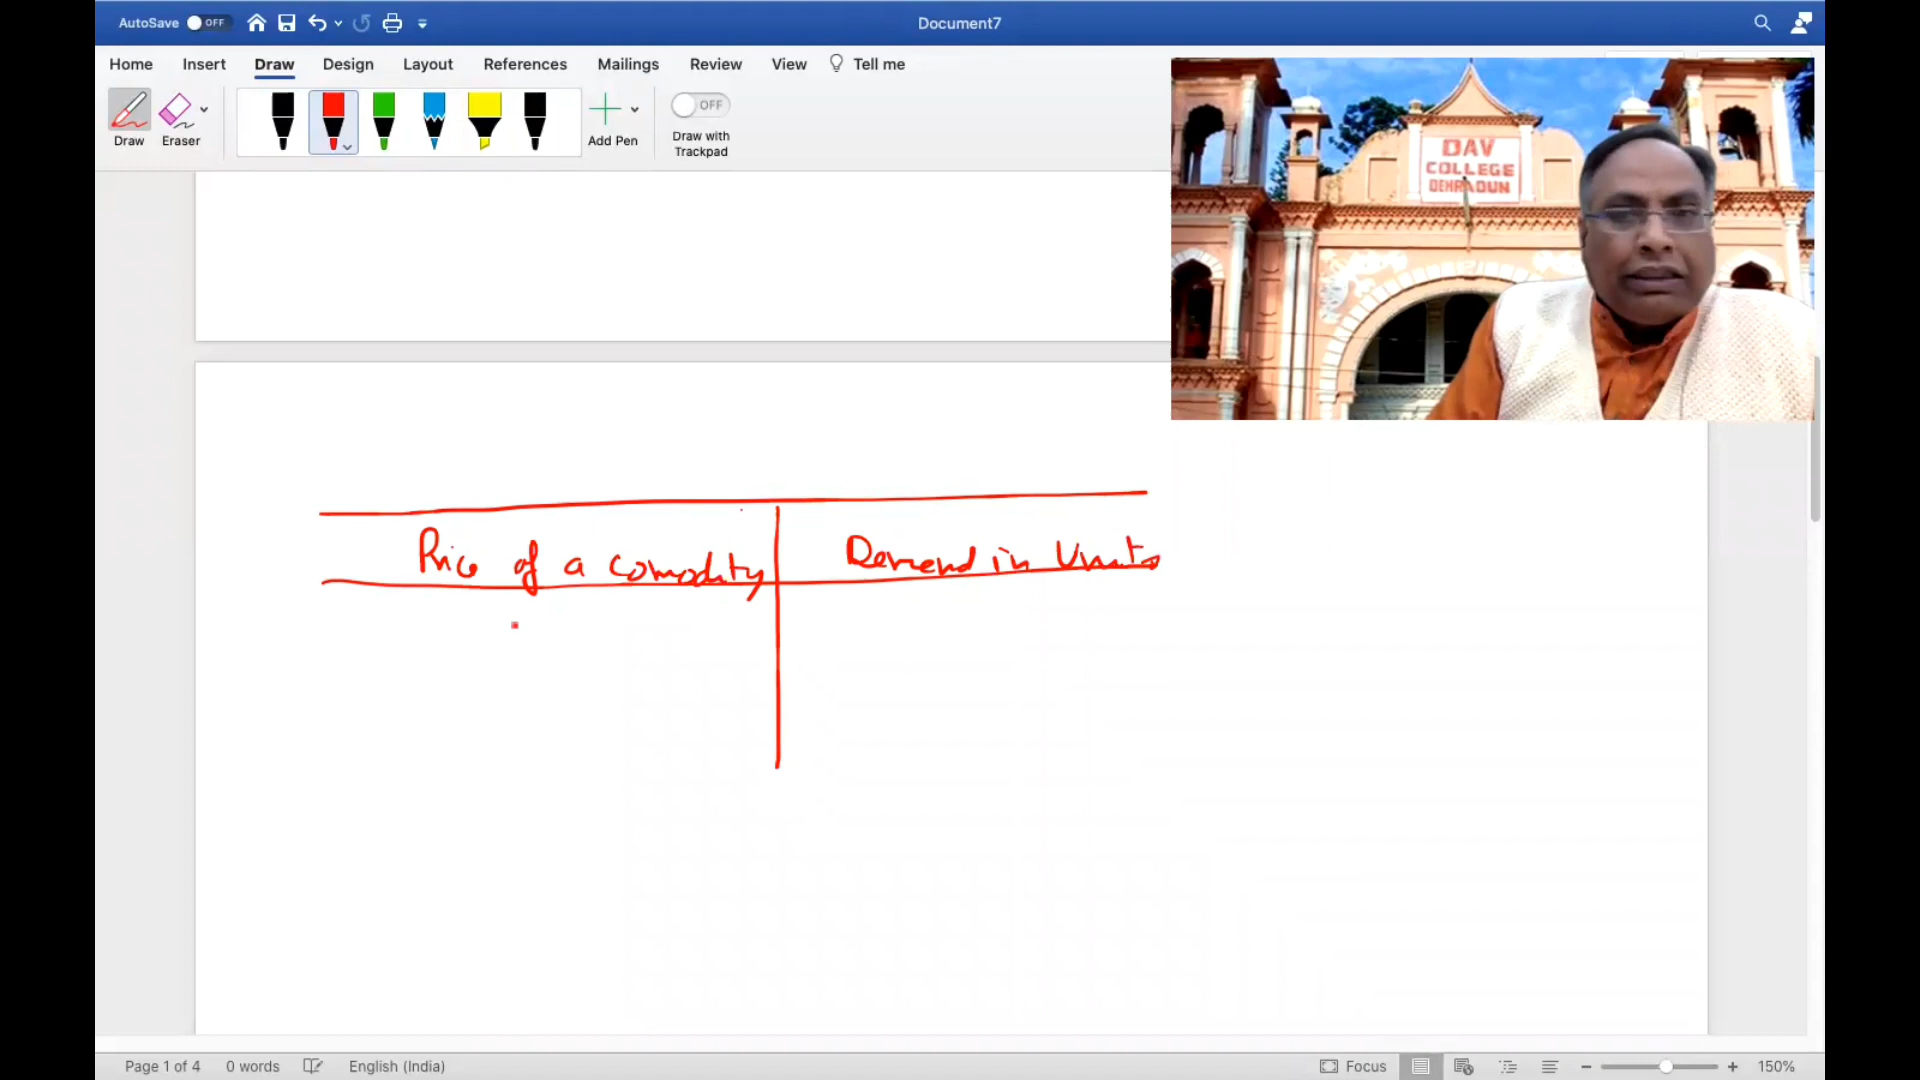 AutoSave OFF Document7
Home Insert Draw Design Layout References Mailings Review View Tell me
OFF
Draw Eraser Add Pen Draw with
Trackpad
DAV
COLLEGE
DEHRADUN
Price of a Comodity Demend in Units
Page 1 of 4 0 words English (India) Focus 150%